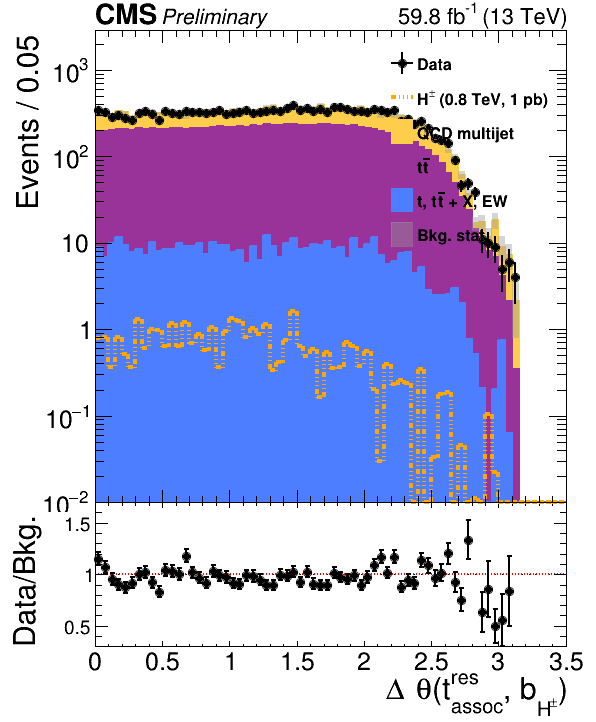 CMS Preliminary 59.8 fb⁻¹ (13 TeV)
Events / 0.05
10³
10²
10
1
10⁻¹
10⁻²
Data
H± (0.8 TeV, 1 pb)
QCD multijet
tt̄
t, tt̄ + X, EW
Bkg. stat.
Data/Bkg.
1.5
1
0.5
0 0.5 1 1.5 2 2.5 3 3.5
Δ θ(t^res_assoc, b_H±)